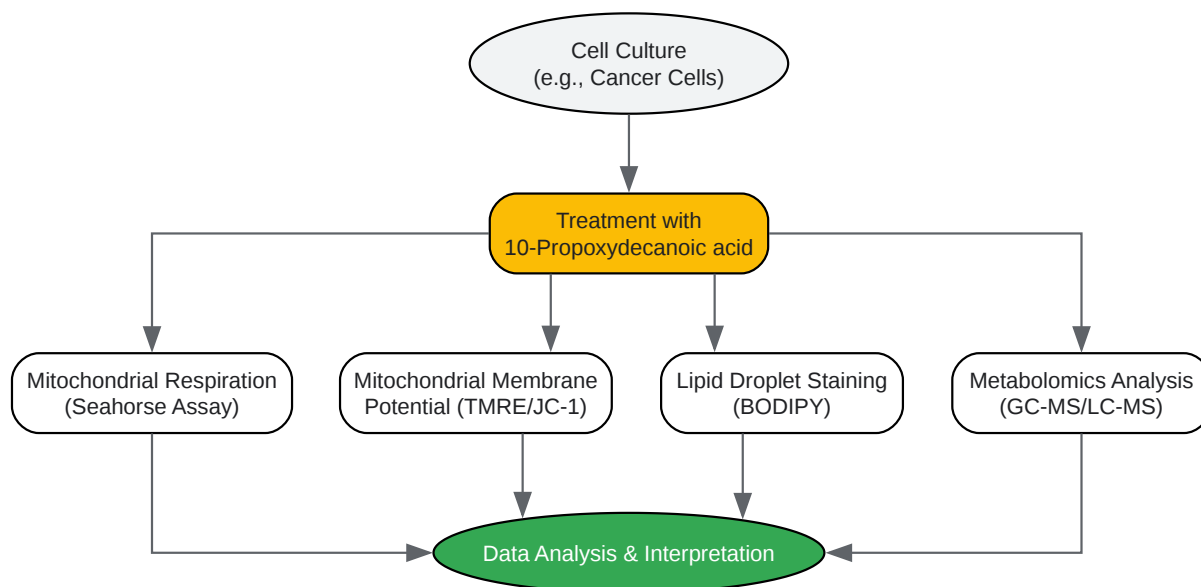 Cell Culture
(e.g., Cancer Cells)
Treatment with
10-Propoxydecanoic acid
Mitochondrial Respiration
(Seahorse Assay)
Mitochondrial Membrane
Potential (TMRE/JC-1)
Lipid Droplet Staining
(BODIPY)
Metabolomics Analysis
(GC-MS/LC-MS)
Data Analysis & Interpretation